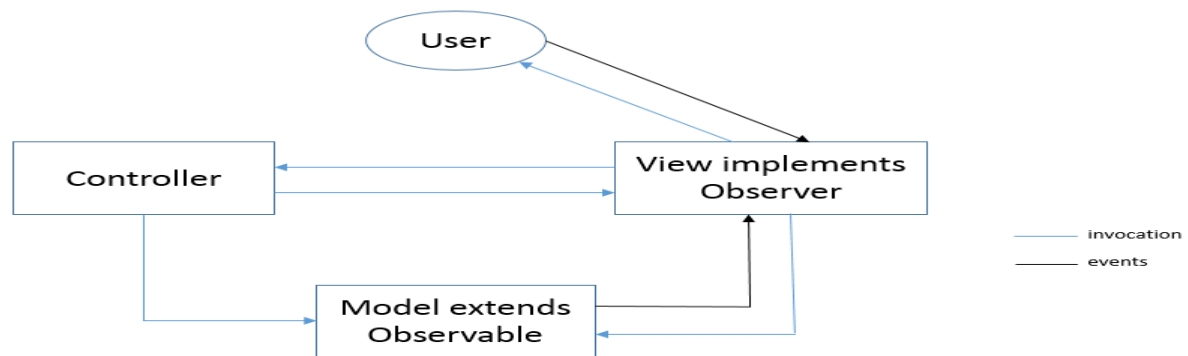 User
Controller
View implements
Observer
invocation
events
Model extends
Observable